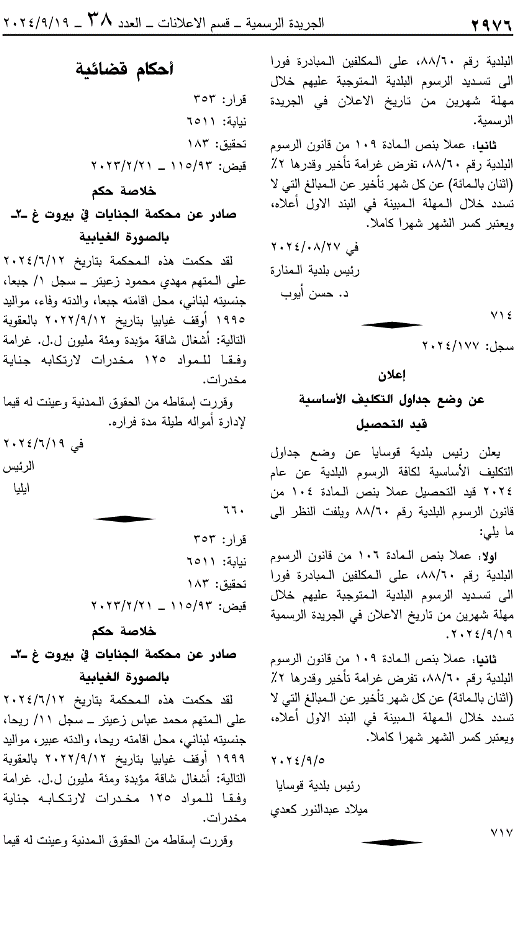 ٢٩٧٦
الجريدة الرسمية ــ قسم الاعلانات ــ العدد ٣٨ ــ ٢٠٢٤/٩/١٩
البلدية رقم ٨٨/٦٠، على المكلفين المبادرة فورا
الى تسديد الرسوم البلدية المتوجبة عليهم خلال
مهلة شهرين من تاريخ الاعلان في الجريدة
الرسمية.
ثانيا: عملا بنص المادة ١٠٩ من قانون الرسوم
البلدية رقم ٨٨/٦٠، تفرض غرامة تأخير وقدرها ٢٪
(اثنان بالمائة) عن كل شهر تأخير عن المبالغ التي لا
تسدد خلال المهلة المبينة في البند الاول أعلاه،
ويعتبر كسر الشهر شهرا كاملا.
في ٢٠٢٤/٠٨/٢٧
رئيس بلدية المنارة
د. حسن أيوب
٧١٤
سجل: ٢٠٢٤/١٧٧
إعلان
عن وضع جداول التكليف الأساسية
قيد التحصيل
يعلن رئيس بلدية قوسايا عن وضع جداول
التكليف الأساسية لكافة الرسوم البلدية عن عام
٢٠٢٤ قيد التحصيل عملا بنص المادة ١٠٤ من
قانون الرسوم البلدية رقم ٨٨/٦٠ ويلفت النظر الى
ما يلي:
اولا: عملا بنص المادة ١٠٦ من قانون الرسوم
البلدية رقم ٨٨/٦٠، على المكلفين المبادرة فورا
الى تسديد الرسوم البلدية المتوجبة عليهم خلال
مهلة شهرين من تاريخ الاعلان في الجريدة الرسمية
٢٠٢٤/٩/١٩.
ثانيا: عملا بنص المادة ١٠٩ من قانون الرسوم
البلدية رقم ٨٨/٦٠، تفرض غرامة تأخير وقدرها ٢٪
(اثنان بالمائة) عن كل شهر تأخير عن المبالغ التي لا
تسدد خلال المهلة المبينة في البند الاول أعلاه،
ويعتبر كسر الشهر شهرا كاملا.
٢٠٢٤/٩/٥
رئيس بلدية قوسايا
ميلاد عبدالنور كعدي
٧١٧
أحكام قضائية
قرار: ٣٥٣
نيابة: ٦٥١١
تحقيق: ١٨٣
قبض: ١١٥/٩٣ ــ ٢٠٢٣/٢/٢١
خلاصة حكم
صادر عن محكمة الجنايات في بيروت غ ــ٢ــ
بالصورة الغيابية
لقد حكمت هذه المحكمة بتاريخ ٢٠٢٤/٦/١٢
على المتهم مهدي محمود زعيتر ــ سجل ١/ جبعا،
جنسيته لبناني، محل اقامته جبعا، والدته وفاء، مواليد
١٩٩٥ أوقف غيابيا بتاريخ ٢٠٢٢/٩/١٢ بالعقوبة
التالية: أشغال شاقة مؤبدة ومئة مليون ل.ل. غرامة
وفقا للمواد ١٢٥ مخدرات لارتكابه جناية
مخدرات.
وقررت إسقاطه من الحقوق المدنية وعينت له قيما
لإدارة أمواله طيلة مدة فراره.
في ٢٠٢٤/٦/١٩
الرئيس
ايليا
٦٦٠
قرار: ٣٥٣
نيابة: ٦٥١١
تحقيق: ١٨٣
قبض: ١١٥/٩٣ ــ ٢٠٢٣/٢/٢١
خلاصة حكم
صادر عن محكمة الجنايات في بيروت غ ــ٢ــ
بالصورة الغيابية
لقد حكمت هذه المحكمة بتاريخ ٢٠٢٤/٦/١٢
على المتهم محمد عباس زعيتر ــ سجل ١١/ ريحا،
جنسيته لبناني، محل اقامته ريحا، والدته عبير، مواليد
١٩٩٩ أوقف غيابيا بتاريخ ٢٠٢٢/٩/١٢ بالعقوبة
التالية: أشغال شاقة مؤبدة ومئة مليون ل.ل. غرامة
وفقا للمواد ١٢٥ مخدرات لارتكابه جناية
مخدرات.
وقررت إسقاطه من الحقوق المدنية وعينت له قيما